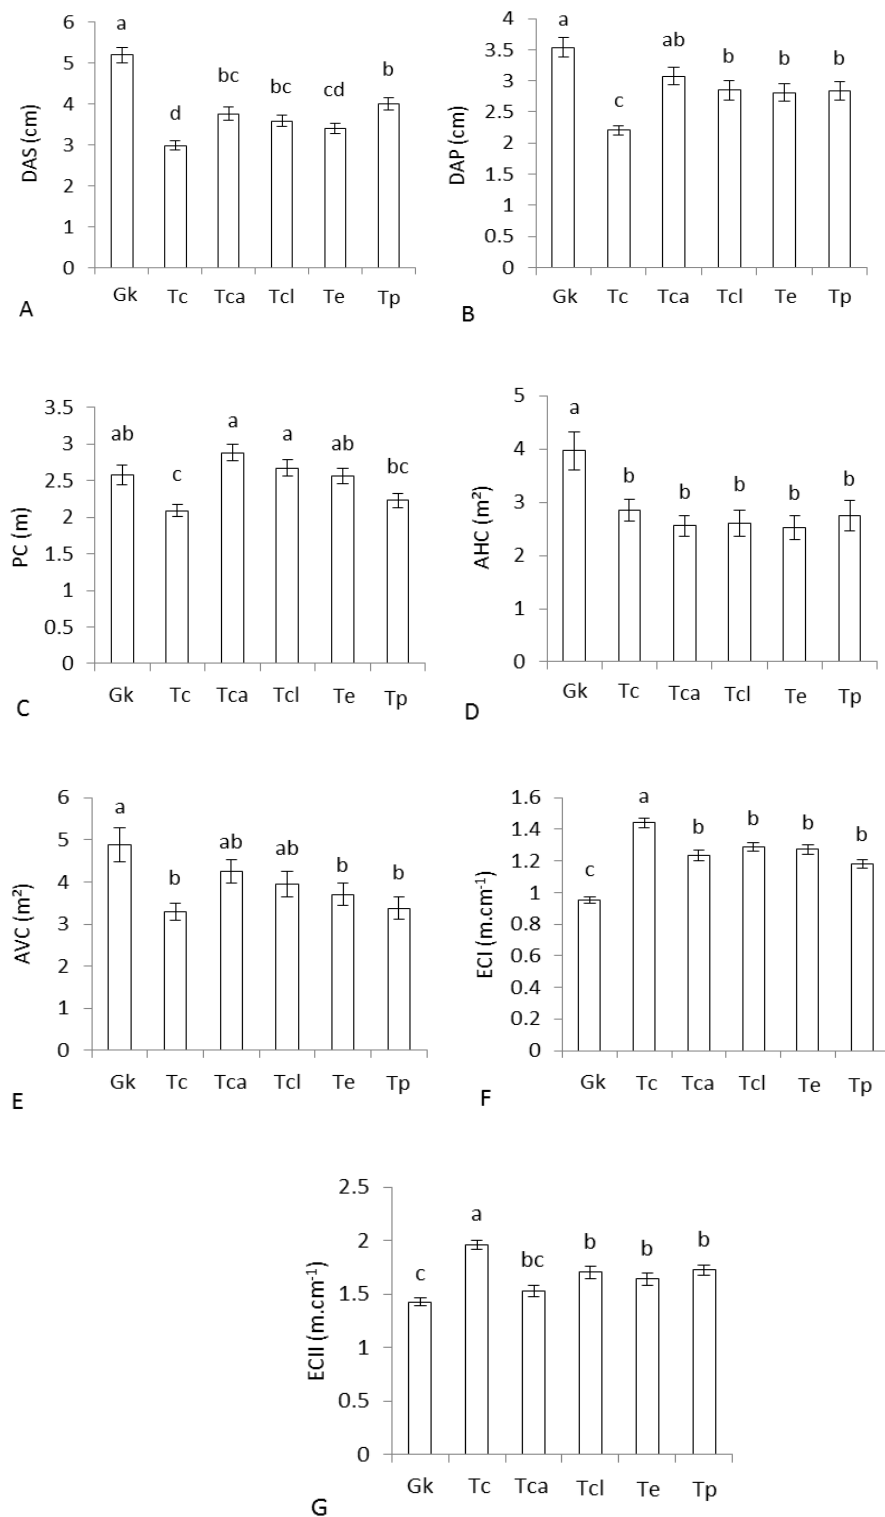 DAS (cm)
6
5
4
3
2
1
0
a
d
bc
bc
cd
b
Gk Tc Tca Tcl Te Tp
A
DAP (cm)
4
3.5
3
2.5
2
1.5
1
0.5
0
a
c
ab
b
b
b
Gk Tc Tca Tcl Te Tp
B
PC (m)
3.5
3
2.5
2
1.5
1
0.5
0
ab
c
a
a
ab
bc
Gk Tc Tca Tcl Te Tp
C
AHC (m²)
5
4
3
2
1
0
a
b
b
b
b
b
Gk Tc Tca Tcl Te Tp
D
AVC (m²)
6
5
4
3
2
1
0
a
b
ab
ab
b
b
Gk Tc Tca Tcl Te Tp
E
ECI (m.cm⁻¹)
1.6
1.4
1.2
1
0.8
0.6
0.4
0.2
0
c
a
b
b
b
b
Gk Tc Tca Tcl Te Tp
F
ECII (m.cm⁻¹)
2.5
2
1.5
1
0.5
0
c
a
bc
b
b
b
Gk Tc Tca Tcl Te Tp
G